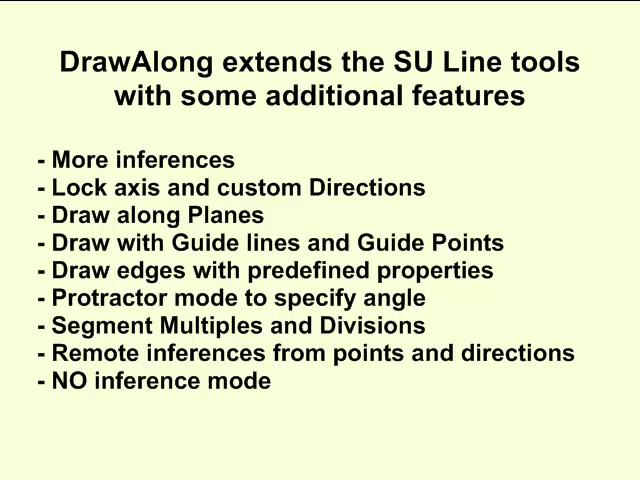 DrawAlong extends the SU Line tools
with some additional features
- More inferences
- Lock axis and custom Directions
- Draw along Planes
- Draw with Guide lines and Guide Points
- Draw edges with predefined properties
- Protractor mode to specify angle
- Segment Multiples and Divisions
- Remote inferences from points and directions
- NO inference mode